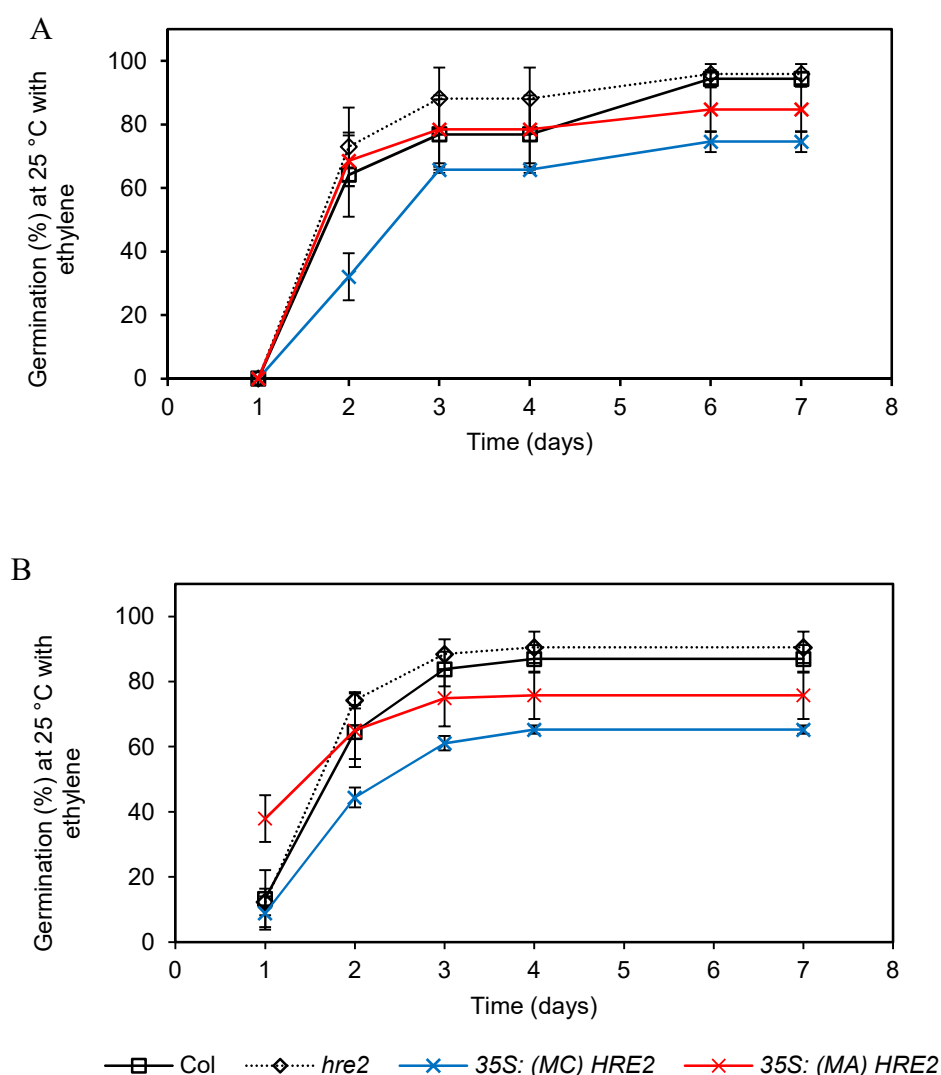 A
Germination (%) at 25 °C with
ethylene
100
80
60
40
20
0
0 1 2 3 4 5 6 7 8
Time (days)
B
Germination (%) at 25 °C with
ethylene
100
80
60
40
20
0
0 1 2 3 4 5 6 7 8
Time (days)
Col hre2 35S: (MC) HRE2 35S: (MA) HRE2